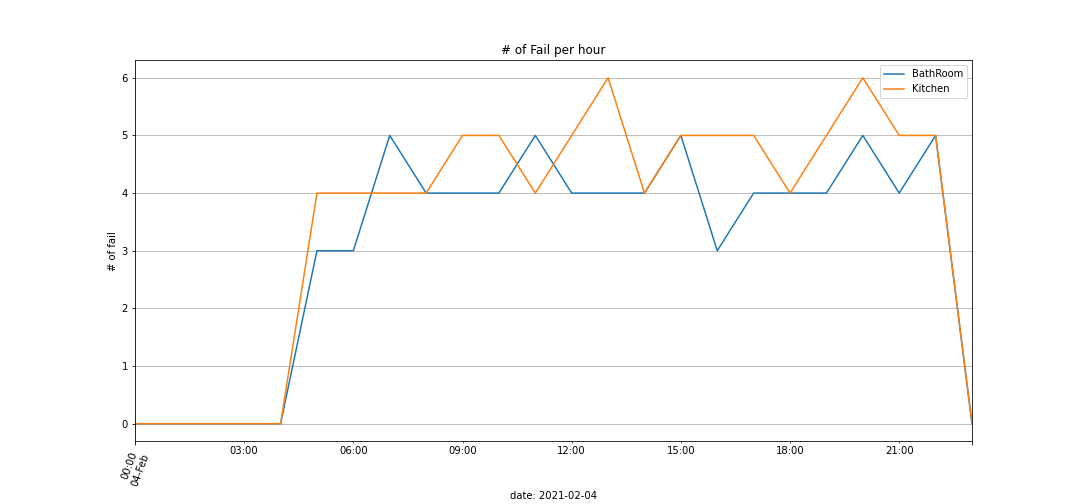 # of Fail per hour
BathRoom
Kitchen
6
5
4
3
2
1
0
# of fail
00:00
04-Feb
03:00
06:00
09:00
12:00
15:00
18:00
21:00
date: 2021-02-04